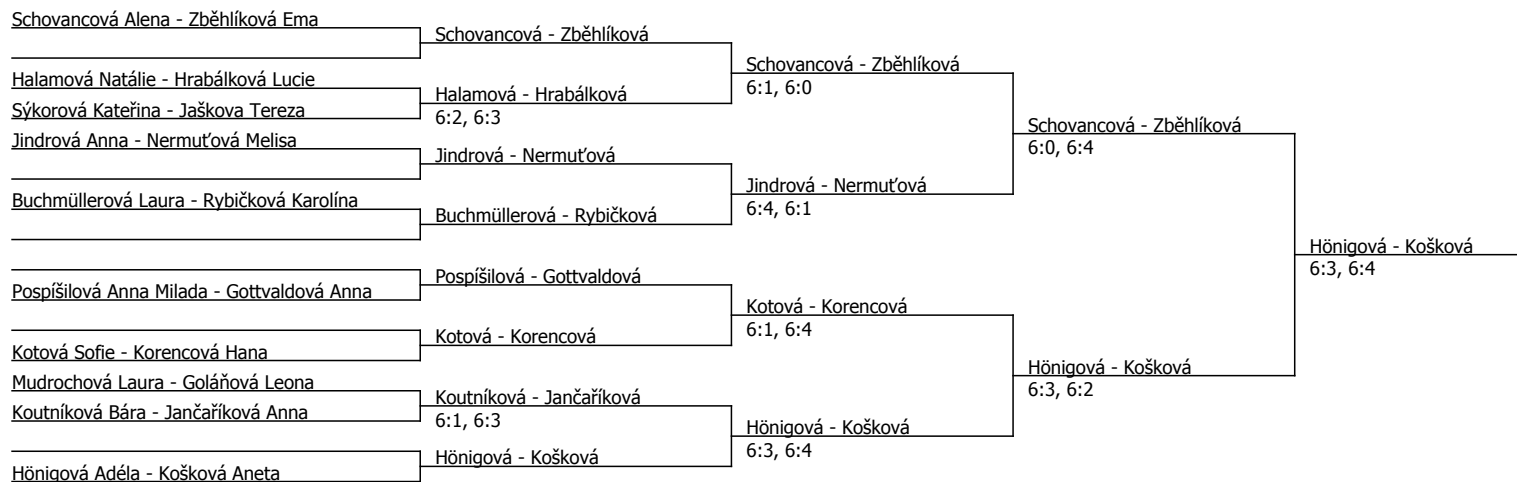 Schovancová Alena - Zběhlíková Ema
Halamová Natálie - Hrabálková Lucie
Sýkorová Kateřina - Jaškova Tereza
Jindrová Anna - Nermuťová Melisa
Buchmüllerová Laura - Rybičková Karolína
Pospíšilová Anna Milada - Gottvaldová Anna
Kotová Sofie - Korencová Hana
Mudrochová Laura - Goláňová Leona
Koutníková Bára - Jančaříková Anna
Hönigová Adéla - Košková Aneta
Schovancová - Zběhlíková
Halamová - Hrabálková
6:2, 6:3
Jindrová - Nermuťová
Buchmüllerová - Rybičková
Pospíšilová - Gottvaldová
Kotová - Korencová
Koutníková - Jančaříková
6:1, 6:3
Hönigová - Košková
Schovancová - Zběhlíková
6:1, 6:0
Jindrová - Nermuťová
6:4, 6:1
Kotová - Korencová
6:1, 6:4
Hönigová - Košková
6:3, 6:4
Schovancová - Zběhlíková
6:0, 6:4
Hönigová - Košková
6:3, 6:2
Hönigová - Košková
6:3, 6:4